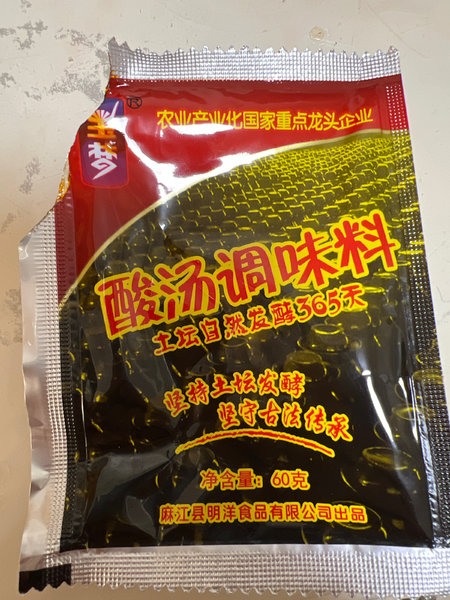 梦
®
农业产业化国家重点龙头企业
酸汤调味料
土坛自然发酵365天
坚持土坛发酵
坚守古法传承
净含量：60克
麻江县明洋食品有限公司出品